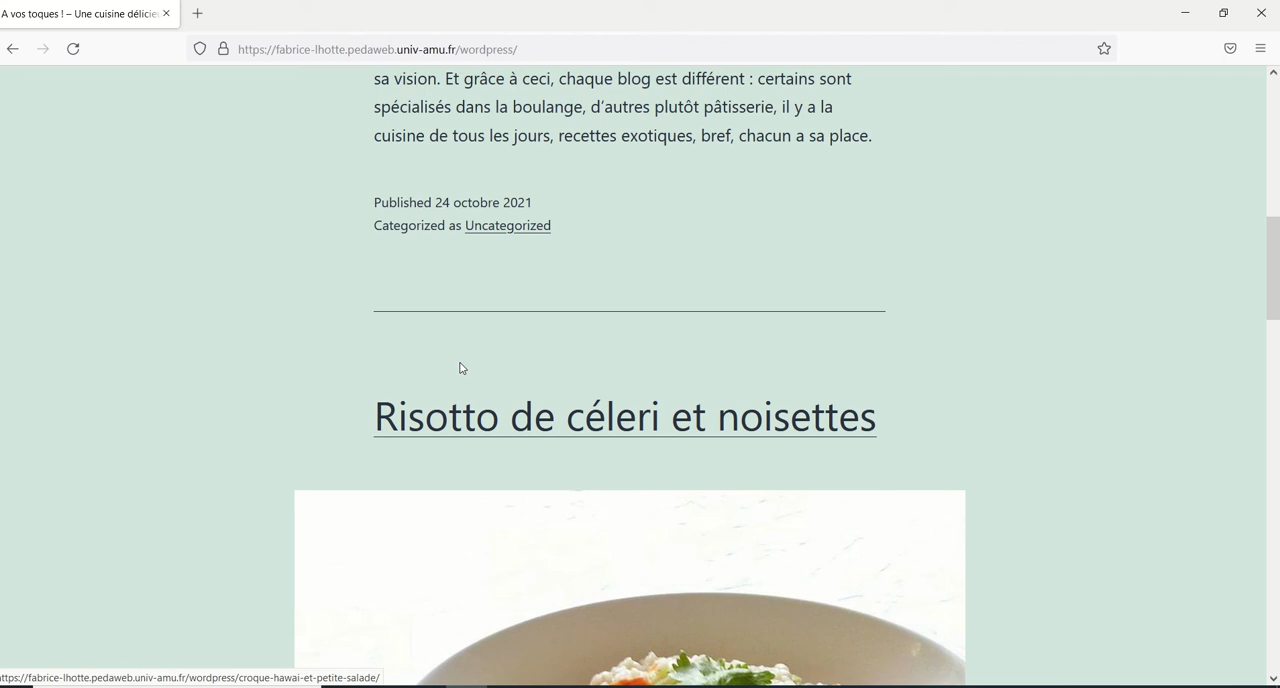 A vos toques ! – Une cuisine délicie
https://fabrice-lhotte.pedaweb.univ-amu.fr/wordpress/
sa vision. Et grâce à ceci, chaque blog est différent : certains sont
spécialisés dans la boulange, d’autres plutôt pâtisserie, il y a la
cuisine de tous les jours, recettes exotiques, bref, chacun a sa place.
Published 24 octobre 2021
Categorized as Uncategorized
Risotto de céleri et noisettes
https://fabrice-lhotte.pedaweb.univ-amu.fr/wordpress/croque-hawai-et-petite-salade/